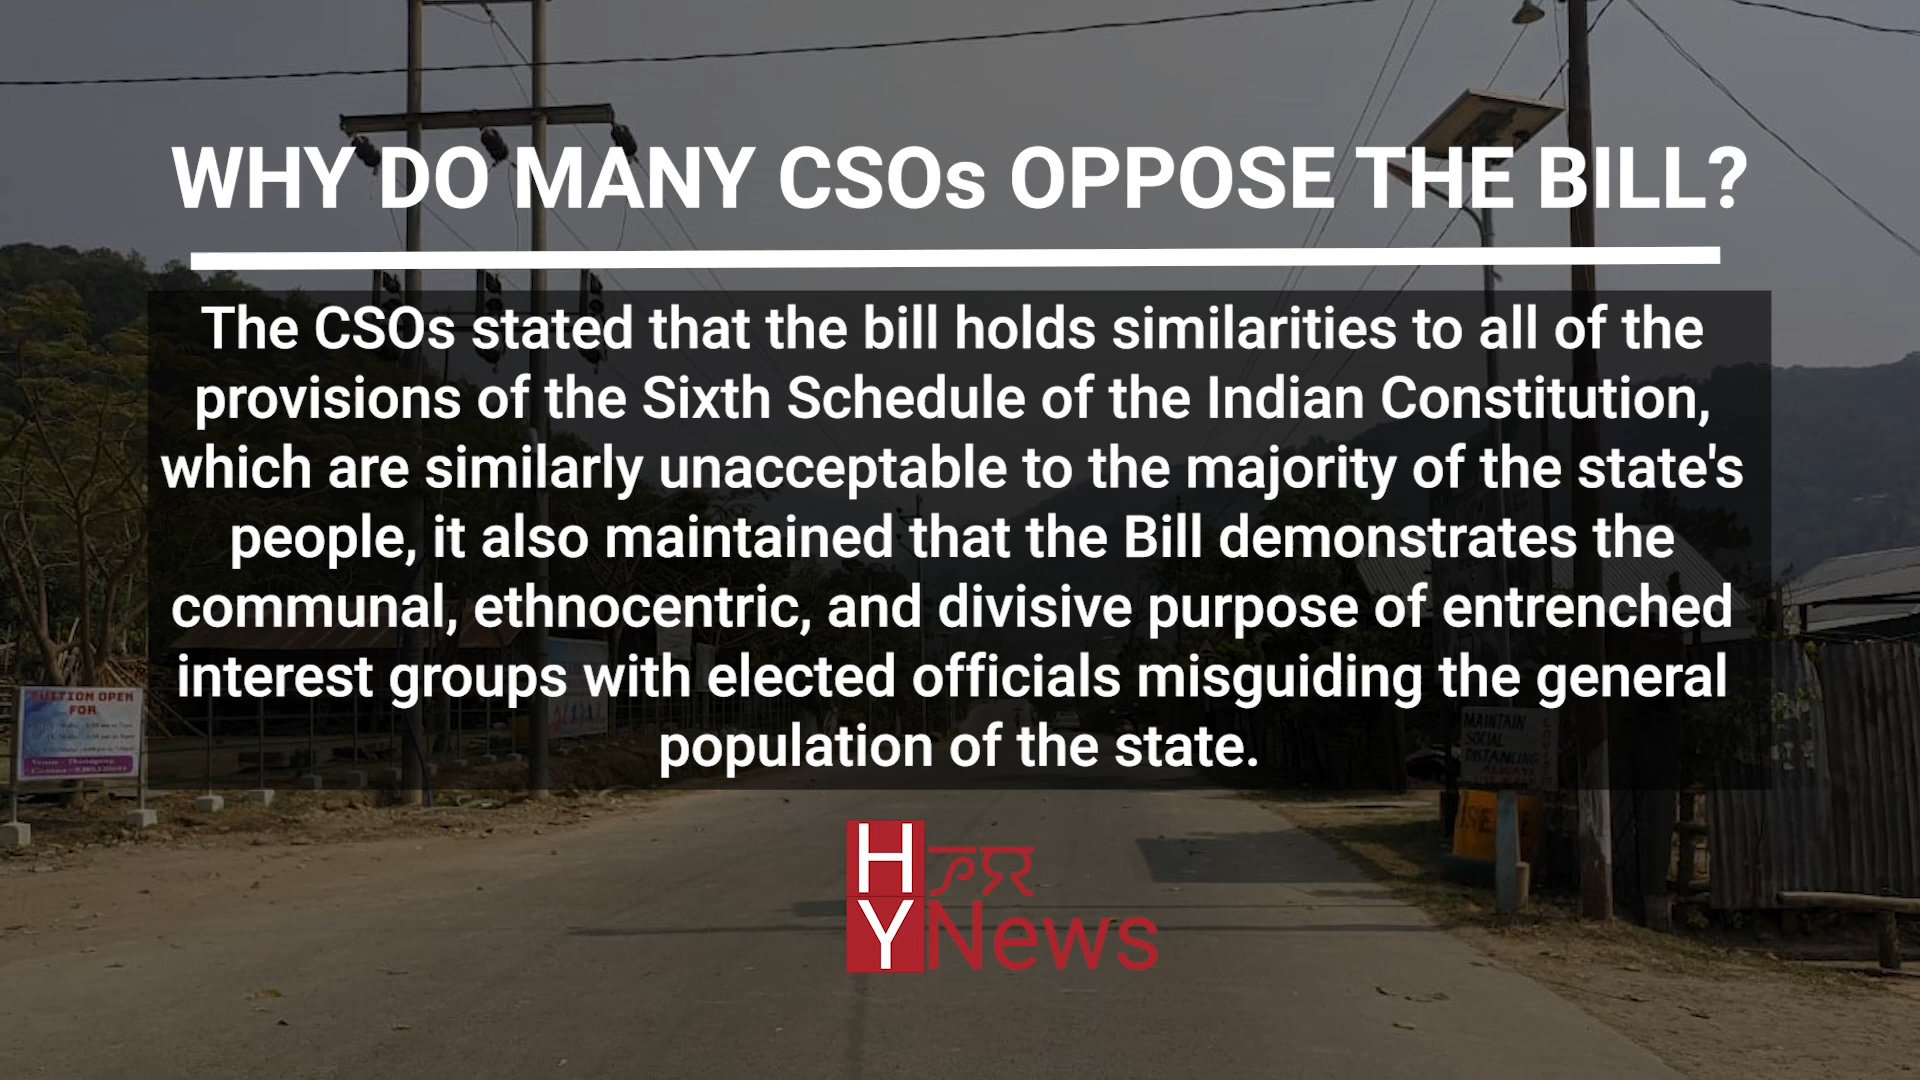 WHY DO MANY CSOs OPPOSE THE BILL?
The CSOs stated that the bill holds similarities to all of the
provisions of the Sixth Schedule of the Indian Constitution,
which are similarly unacceptable to the majority of the state's
people, it also maintained that the Bill demonstrates the
communal, ethnocentric, and divisive purpose of entrenched
interest groups with elected officials misguiding the general
population of the state.
TUITION OPEN
FOR
MAINTAIN
SOCIAL
DISTANCING
ALWAYS
H
Y News